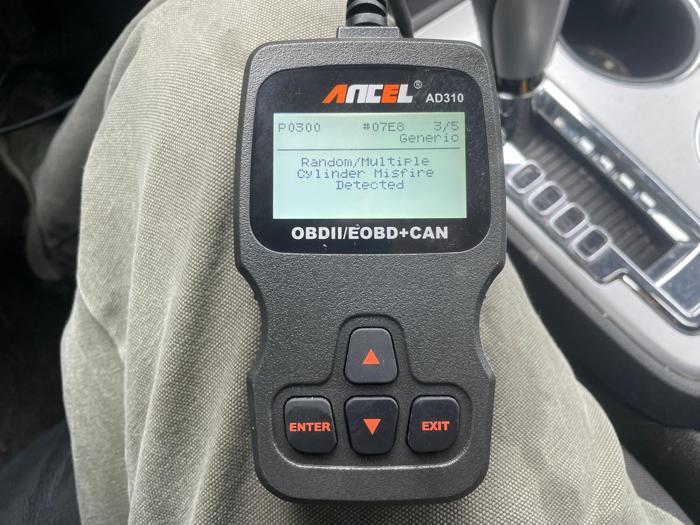 ANCEL® AD310
P0300 #07E8 3/5
Generic
Random/Multiple
Cylinder Misfire
Detected
OBDII/EOBD+CAN
ENTER EXIT